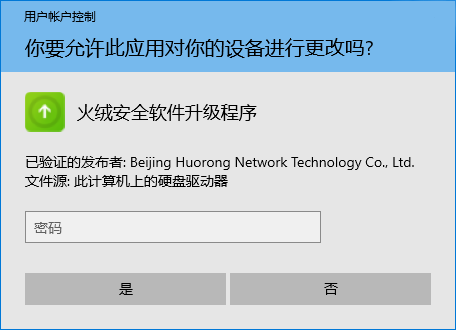 用户帐户控制
你要允许此应用对你的设备进行更改吗?
火绒安全软件升级程序
已验证的发布者: Beijing Huorong Network Technology Co., Ltd.
文件源: 此计算机上的硬盘驱动器
密码
是
否